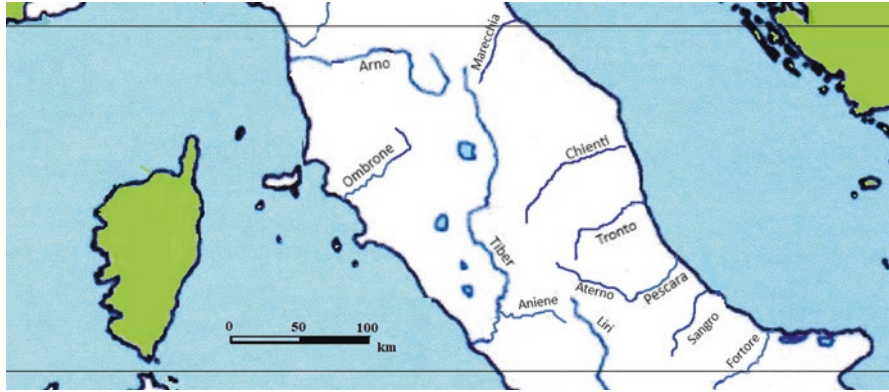 Marecchia
Arno
Chienti
Ombrone
Tronto
Tiber
Aterno
Pescara
Aniene
Liri
Sangro
Fortore
0 50 100
km